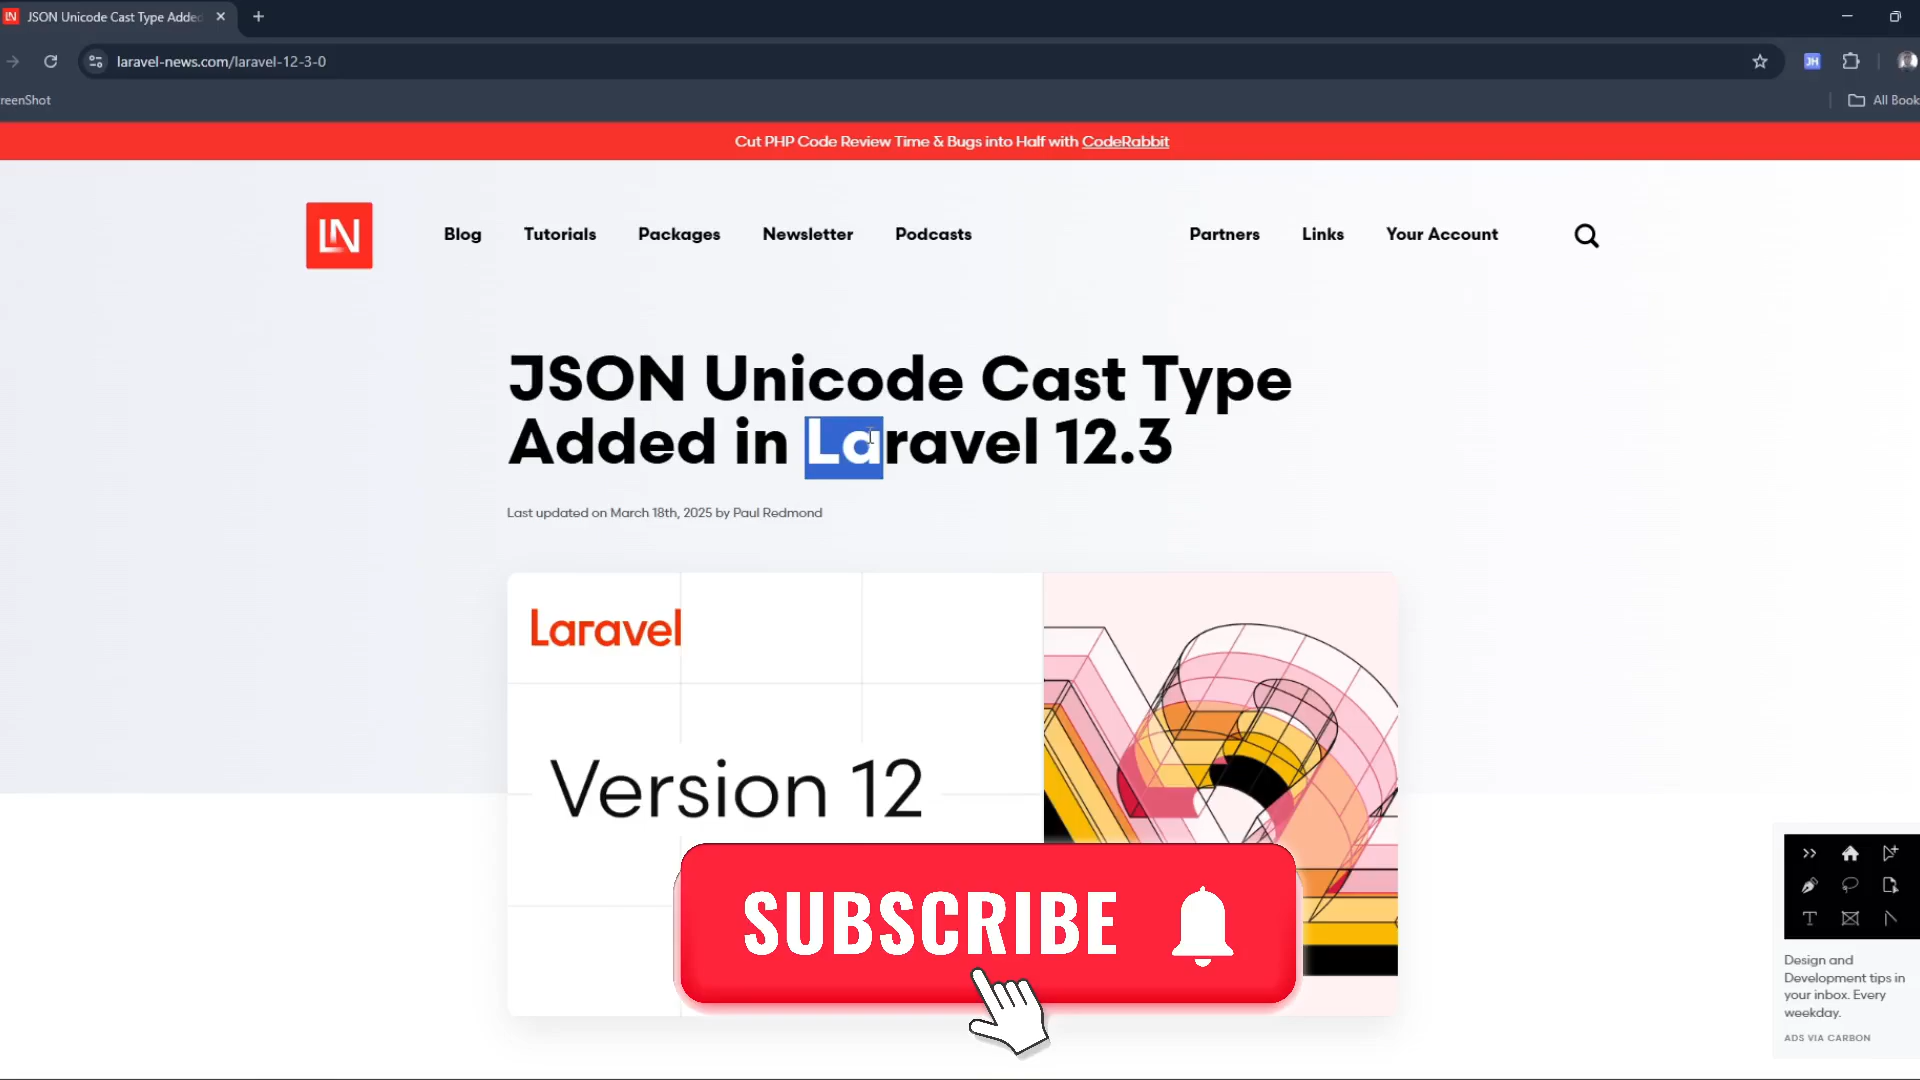 JSON Unicode Cast Type Added
laravel-news.com/laravel-12-3-0
JH
reenShot
All Book
Cut PHP Code Review Time & Bugs into Half with CodeRabbit
LN
Blog
Tutorials
Packages
Newsletter
Podcasts
Partners
Links
Your Account
JSON Unicode Cast Type
Added in Laravel 12.3
Last updated on March 18th, 2025 by Paul Redmond
Laravel
Version 12
SUBSCRIBE
Design and
Development tips in
your inbox. Every
weekday.
ADS VIA CARBON